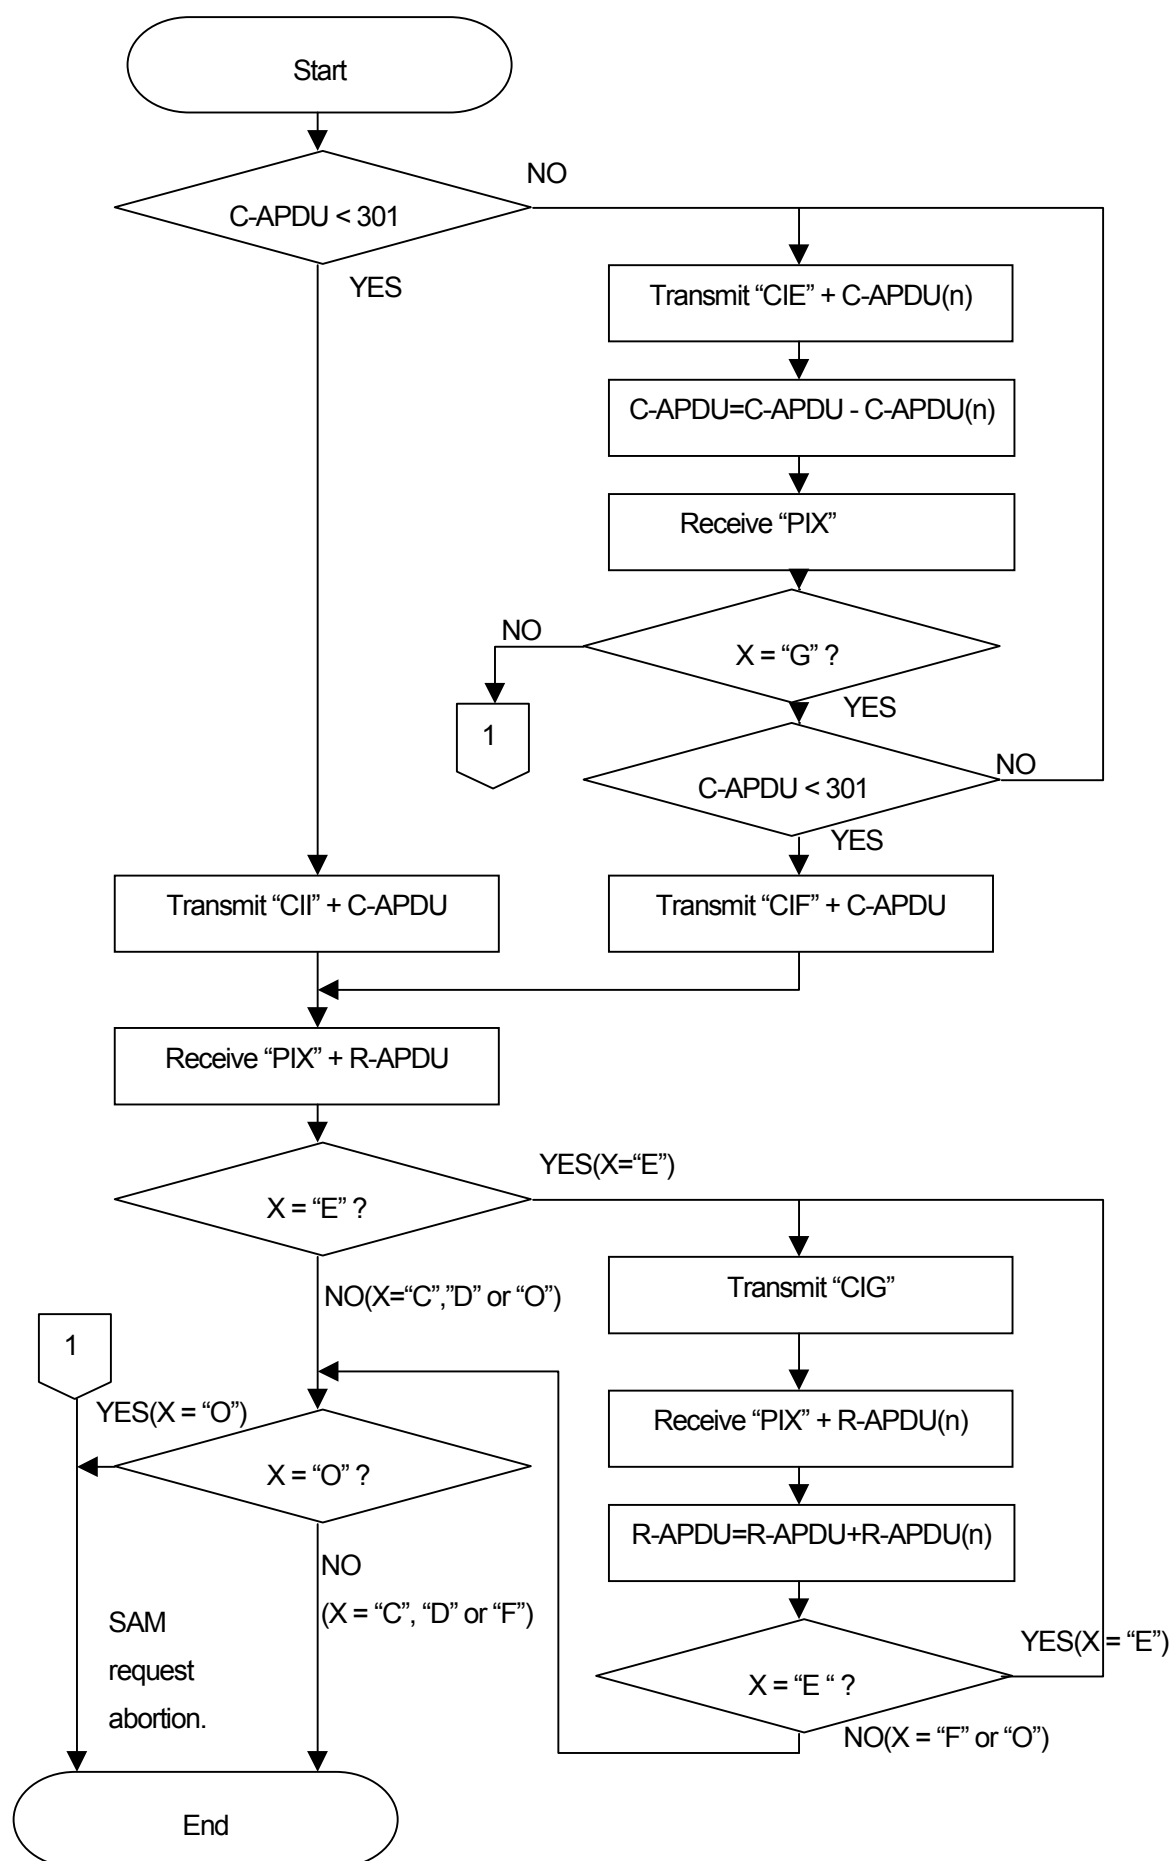 Start
C-APDU < 301
NO
YES
Transmit “CIE” + C-APDU(n)
C-APDU=C-APDU - C-APDU(n)
Receive “PIX”
X = “G” ?
NO
YES
1
C-APDU < 301
NO
YES
Transmit “CII” + C-APDU
Transmit “CIF” + C-APDU
Receive “PIX” + R-APDU
X = “E” ?
YES(X=“E”)
NO(X=“C”,”D” or “O”)
Transmit “CIG”
1
YES(X = “O”)
Receive “PIX” + R-APDU(n)
X = “O” ?
R-APDU=R-APDU+R-APDU(n)
NO
(X = “C”, “D” or “F”)
SAM
request
abortion.
X = “E “ ?
YES(X = “E”)
NO(X = “F” or “O”)
End